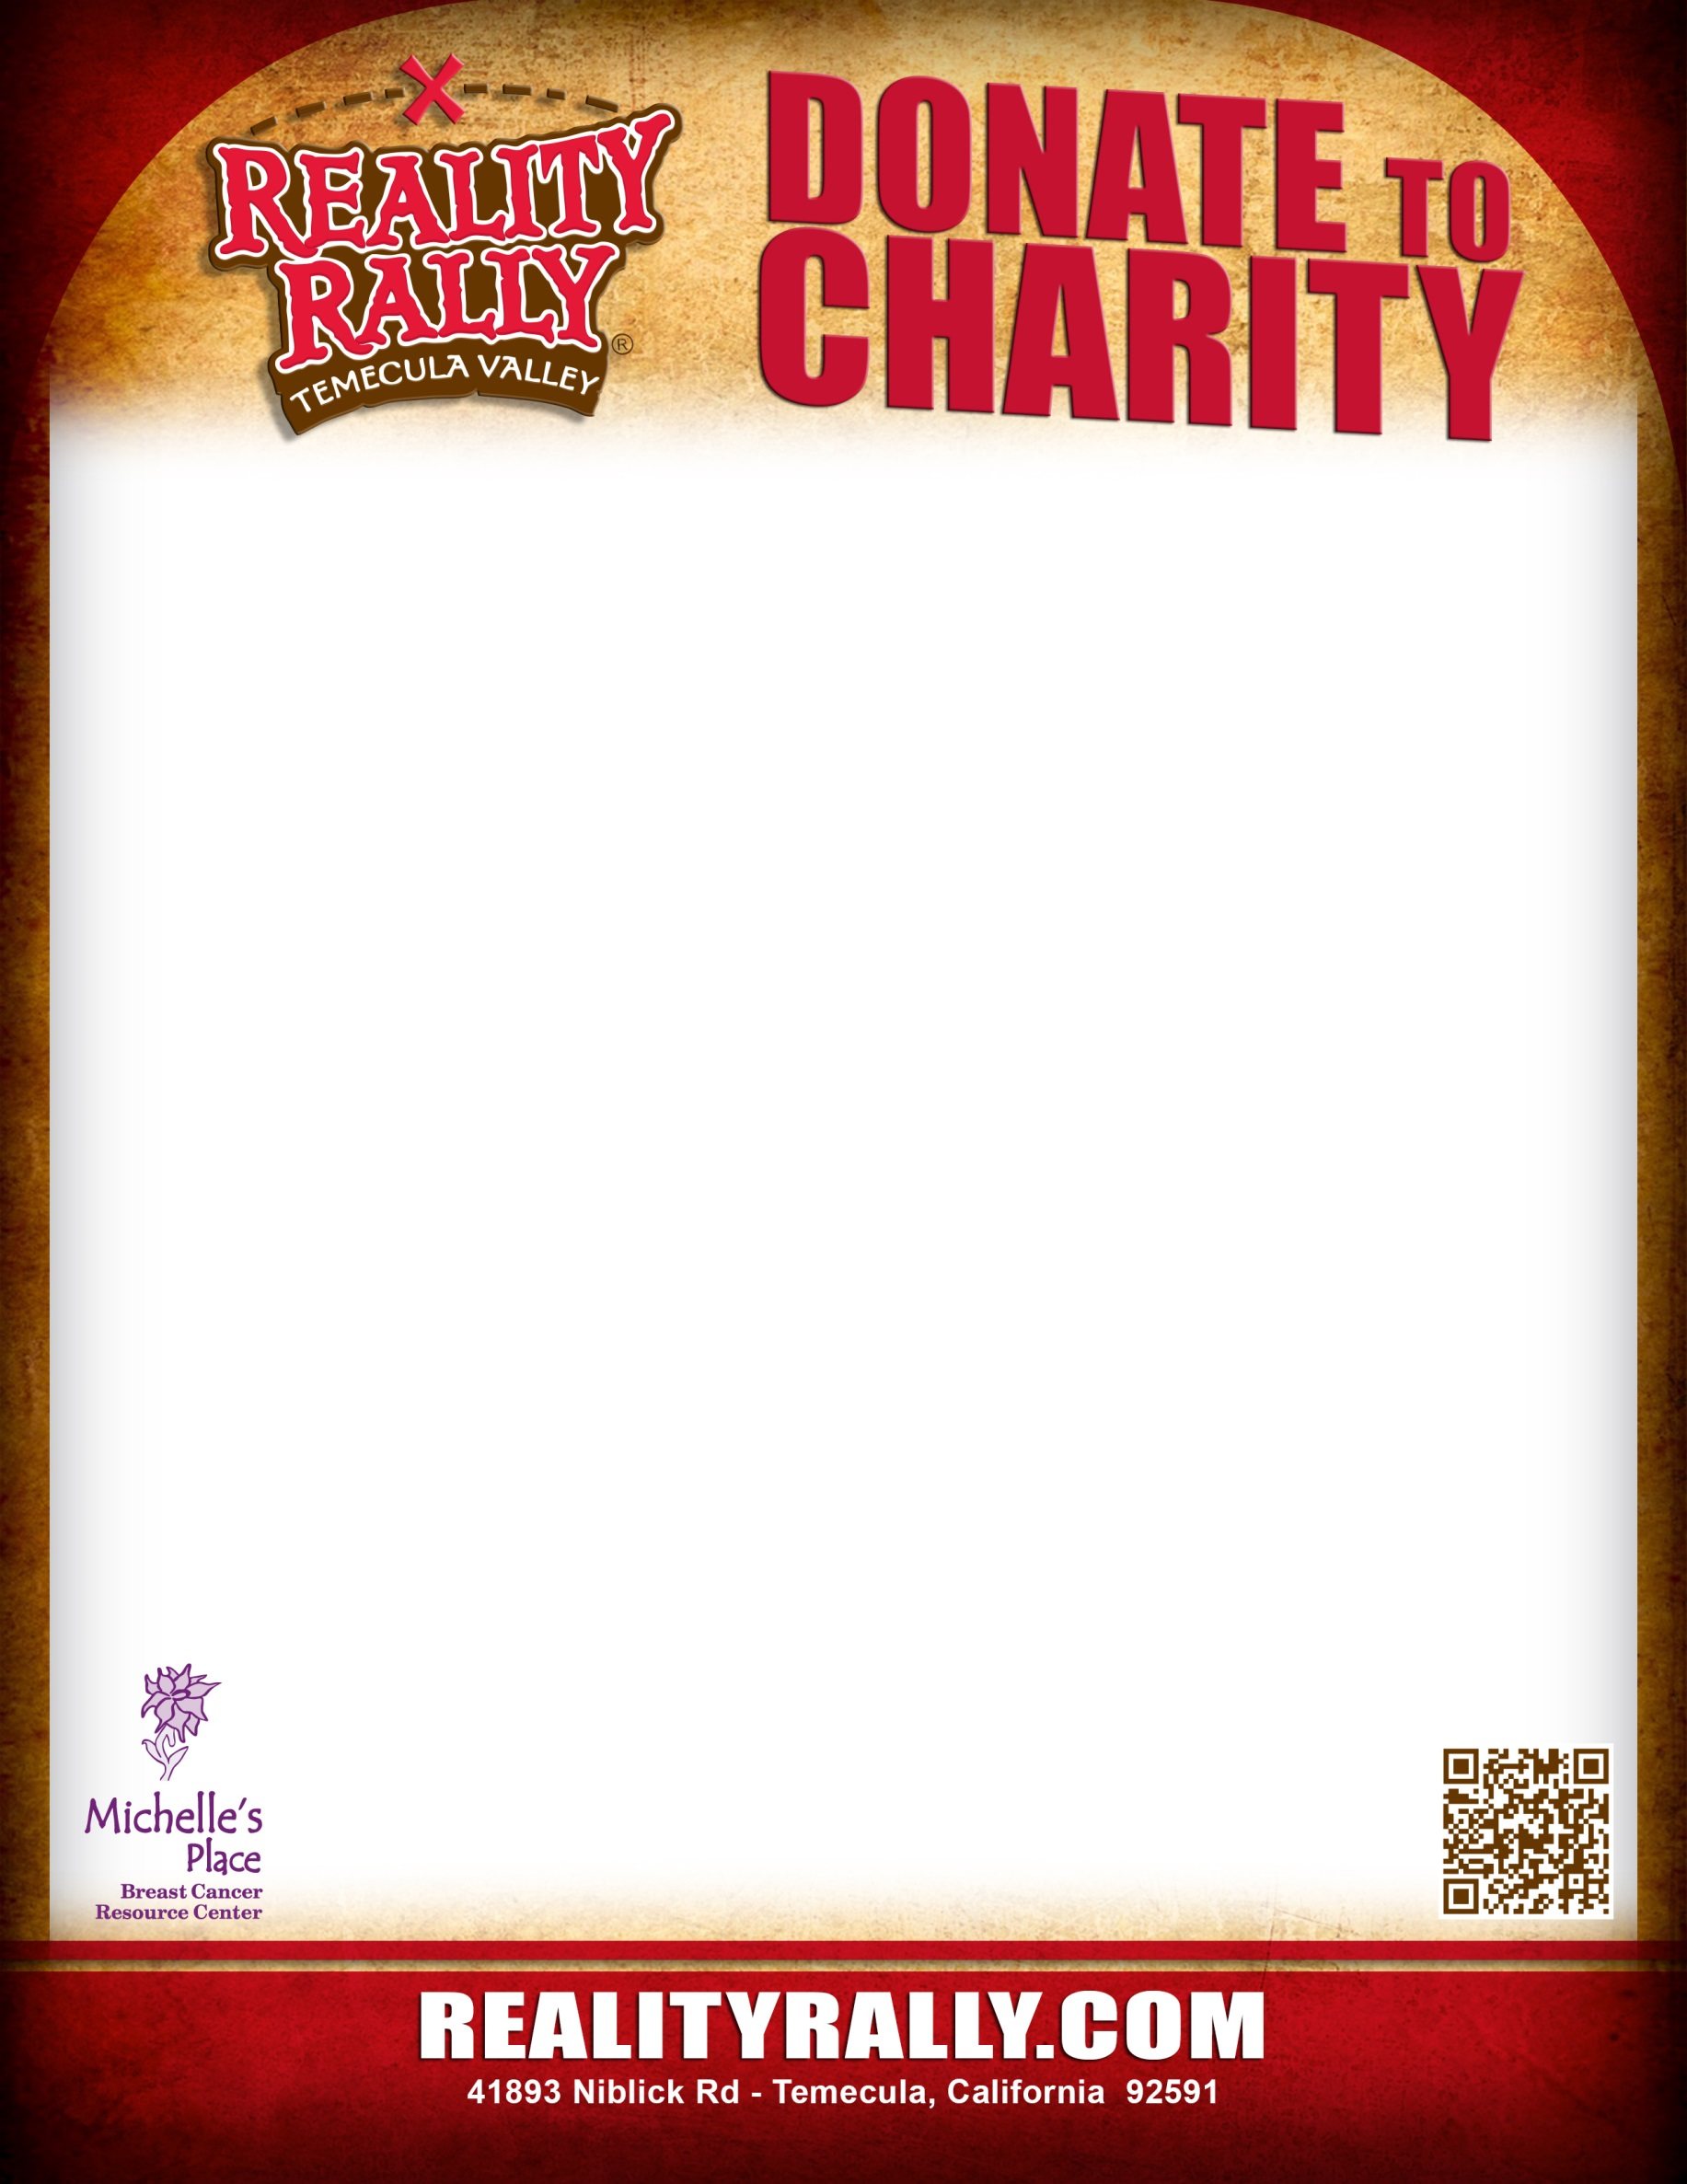 REALITY
RALLY®
TEMECULA VALLEY
DONATE TO
CHARITY
Michelle's
Place
Breast Cancer
Resource Center
REALITYRALLY.COM
41893 Niblick Rd - Temecula, California 92591